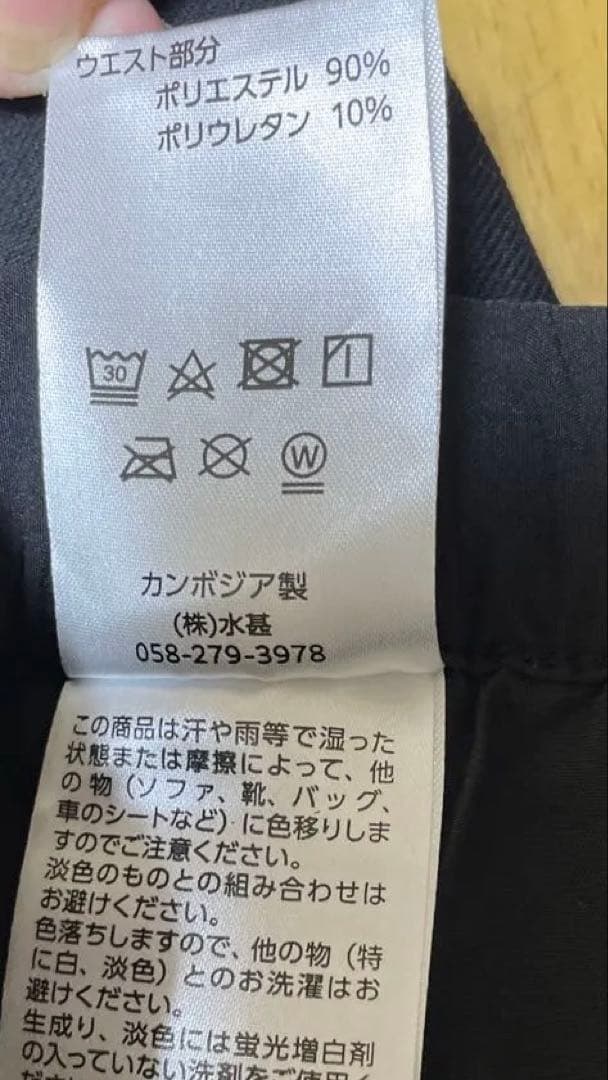 ウエスト部分
ポリエステル 90%
ポリウレタン 10%
30
W
カンボジア製
(株)水甚
058-279-3978
この商品は汗や雨等で湿った
状態または摩擦によって、他
の物（ソファ、靴、バッグ、
車のシートなど）に色移りしま
すのでご注意ください。
淡色のものとの組み合わせは
お避けください。
色落ちしますので、他の物（特
に白、淡色）とのお洗濯はお
避けください。
生成り、淡色には蛍光増白剤
の入っていない洗剤をご使用く